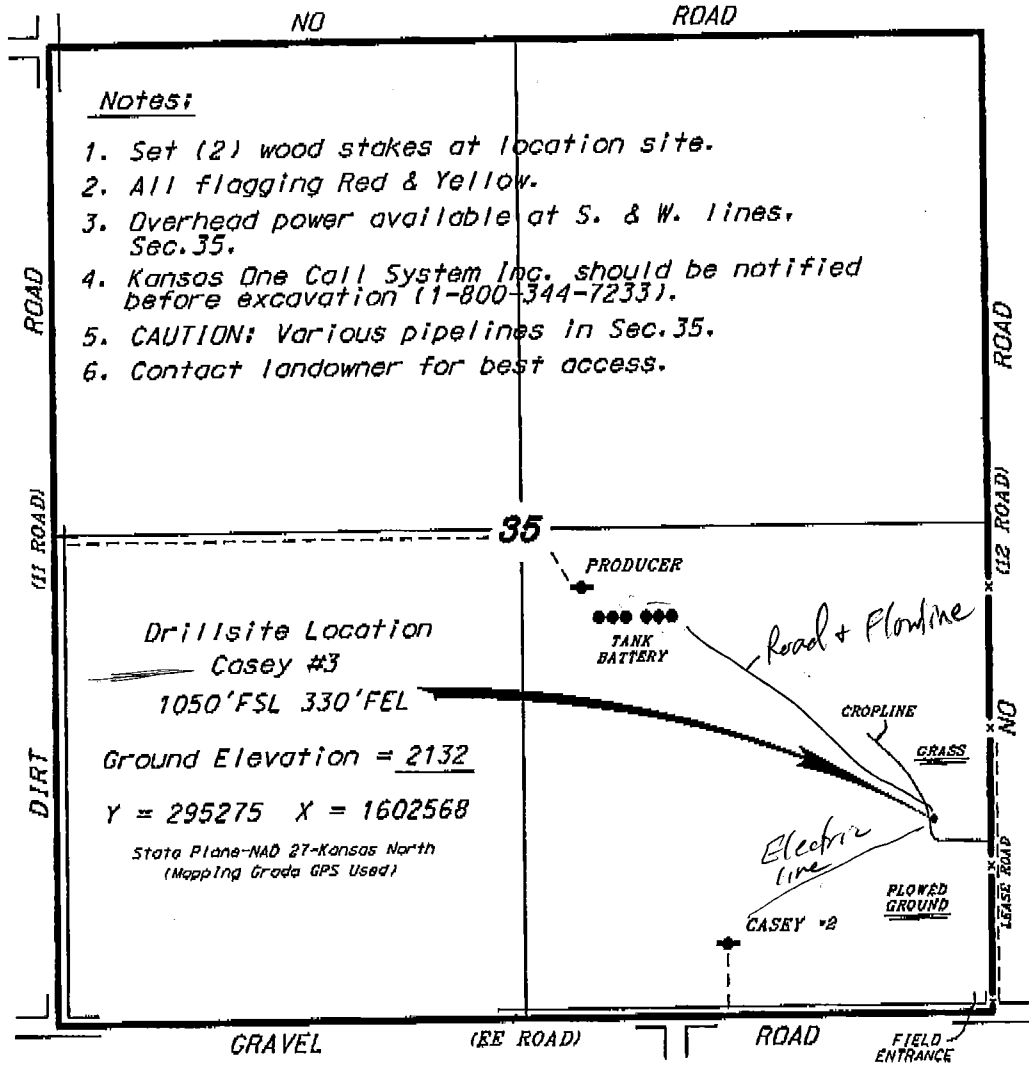 NO ROAD
Notes:
1. Set (2) wood stakes at location site.
2. All flagging Red & Yellow.
3. Overhead power available at S. & W. lines,
Sec.35.
4. Kansas One Call System Inc. should be notified
before excavation (1-800-344-7233).
5. CAUTION: Various pipelines in Sec.35.
6. Contact landowner for best access.
ROAD
(11 ROAD)
DIRT
ROAD
(12 ROAD)
NO
LEASE ROAD
35
PRODUCER
TANK
BATTERY
Road + Flowline
Drillsite Location
Casey #3
1050'FSL 330'FEL
CROPLINE
GRASS
Ground Elevation = 2132
Y = 295275 X = 1602568
State Plane-NAD 27-Kansas North
(Mapping Grade GPS Used)
Electric
line
PLOWED
GROUND
CASEY #2
GRAVEL (EE ROAD) ROAD
FIELD
ENTRANCE